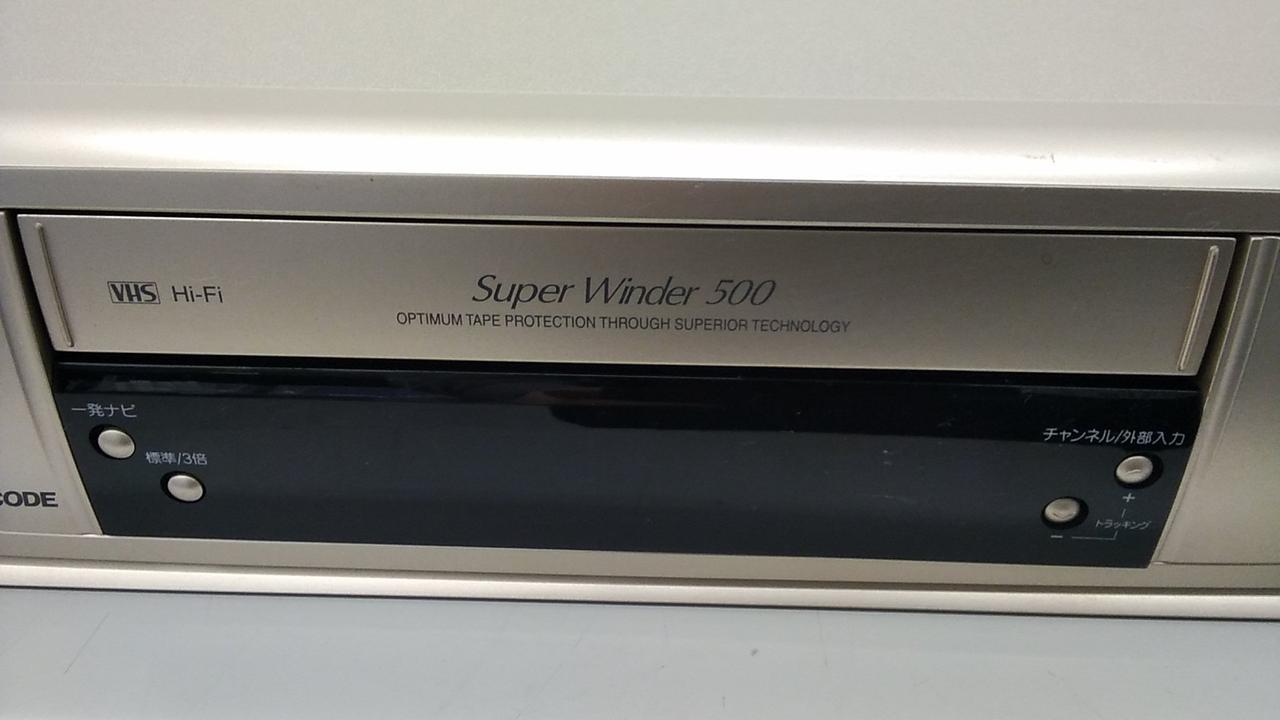 VHS Hi-Fi
Super Winder 500
OPTIMUM TAPE PROTECTION THROUGH SUPERIOR TECHNOLOGY
一発ナビ
標準/3倍
CODE
チャンネル/外部入力
+
トラッキング
−